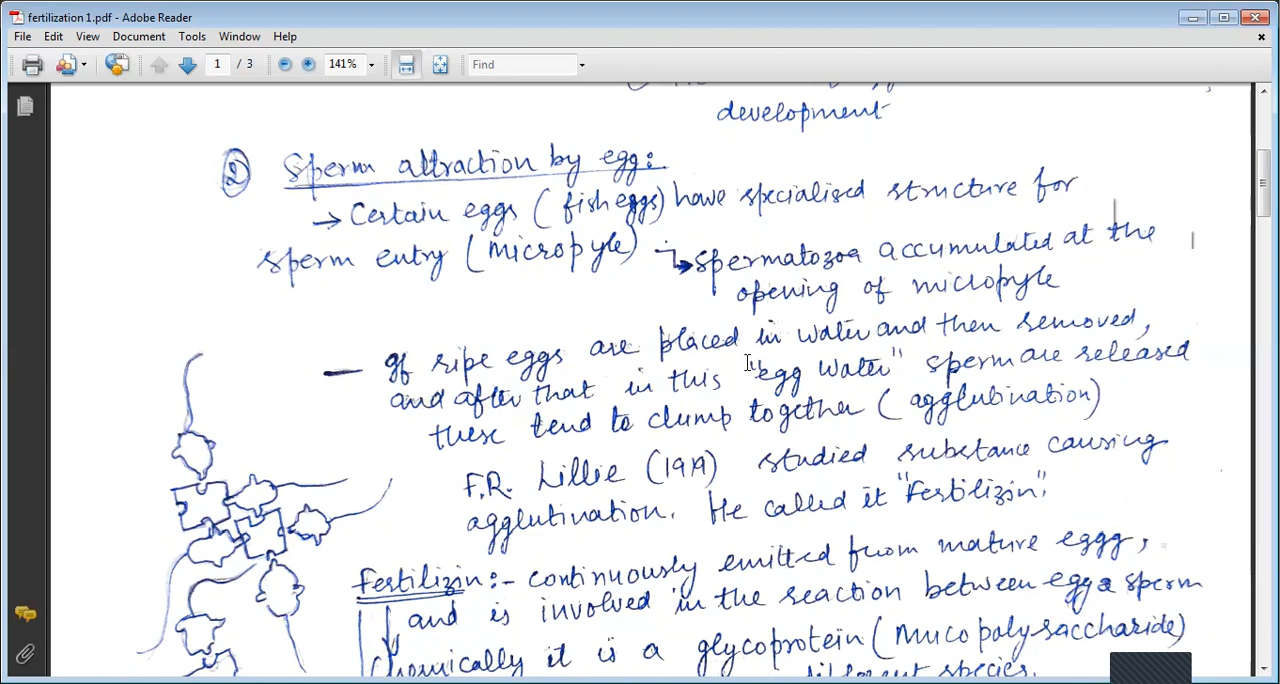 fertilization 1.pdf - Adobe Reader
File Edit View Document Tools Window Help
1 / 3 141% Find
development
② Sperm attraction by egg:
→ Certain eggs (fish eggs) have specialised structure for
sperm entry (micropyle) → spermatozoa accumulated at the
opening of micropyle
— If ripe eggs are placed in water and then removed,
and after that in this "egg water" sperm are released
these tend to clump together (agglutination)
F.R. Lillie (1919) studied substance causing
agglutination. He called it "Fertilizin".
Fertilizin:- continuously emitted from mature eggg,
and is involved in the reaction between egg & sperm
Chemically it is a glycoprotein (Mucopolysaccharide)
different species.